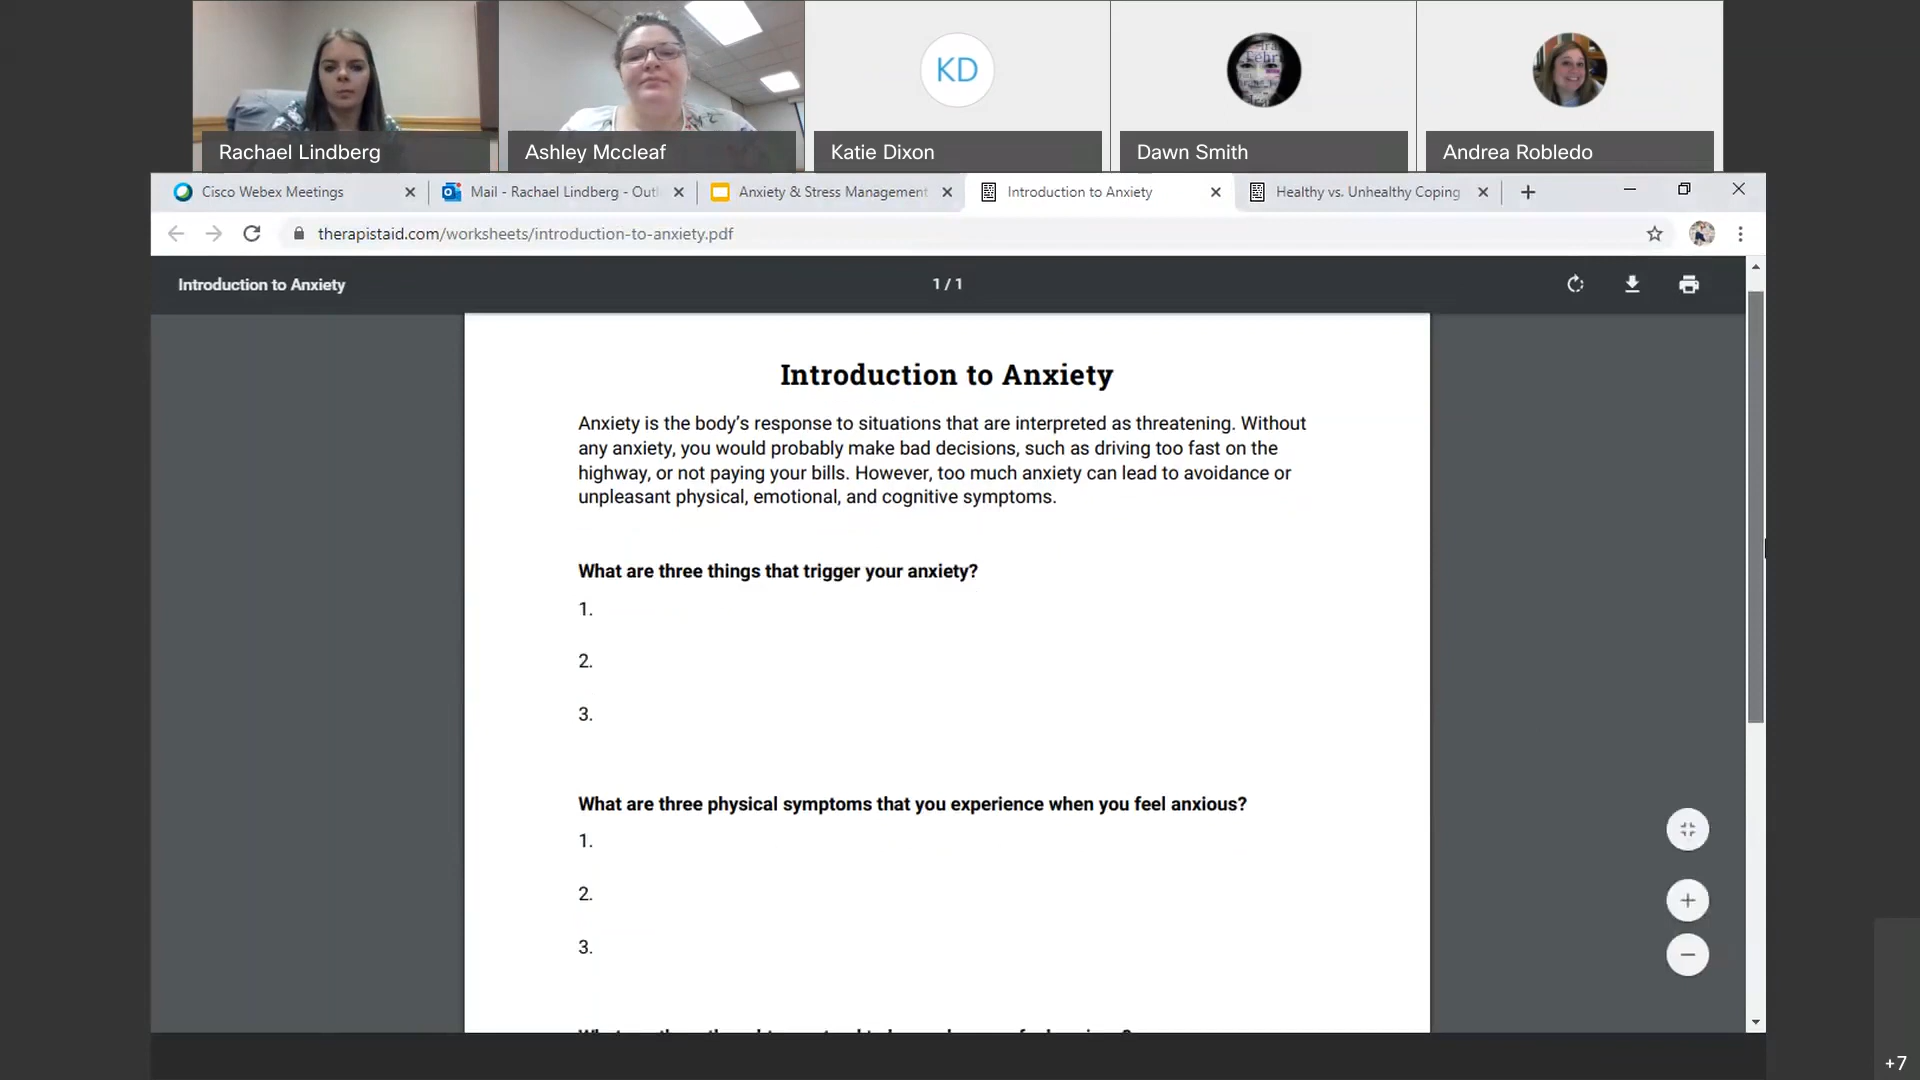 KD
Rachael Lindberg
Ashley Mccleaf
Katie Dixon
Dawn Smith
Andrea Robledo
Cisco Webex Meetings
Mail - Rachael Lindberg - Outl
Anxiety & Stress Management
Introduction to Anxiety
Healthy vs. Unhealthy Coping
therapistaid.com/worksheets/introduction-to-anxiety.pdf
Introduction to Anxiety
1 / 1
Introduction to Anxiety
Anxiety is the body’s response to situations that are interpreted as threatening. Without
any anxiety, you would probably make bad decisions, such as driving too fast on the
highway, or not paying your bills. However, too much anxiety can lead to avoidance or
unpleasant physical, emotional, and cognitive symptoms.
What are three things that trigger your anxiety?
1.
2.
3.
What are three physical symptoms that you experience when you feel anxious?
1.
2.
3.
+7